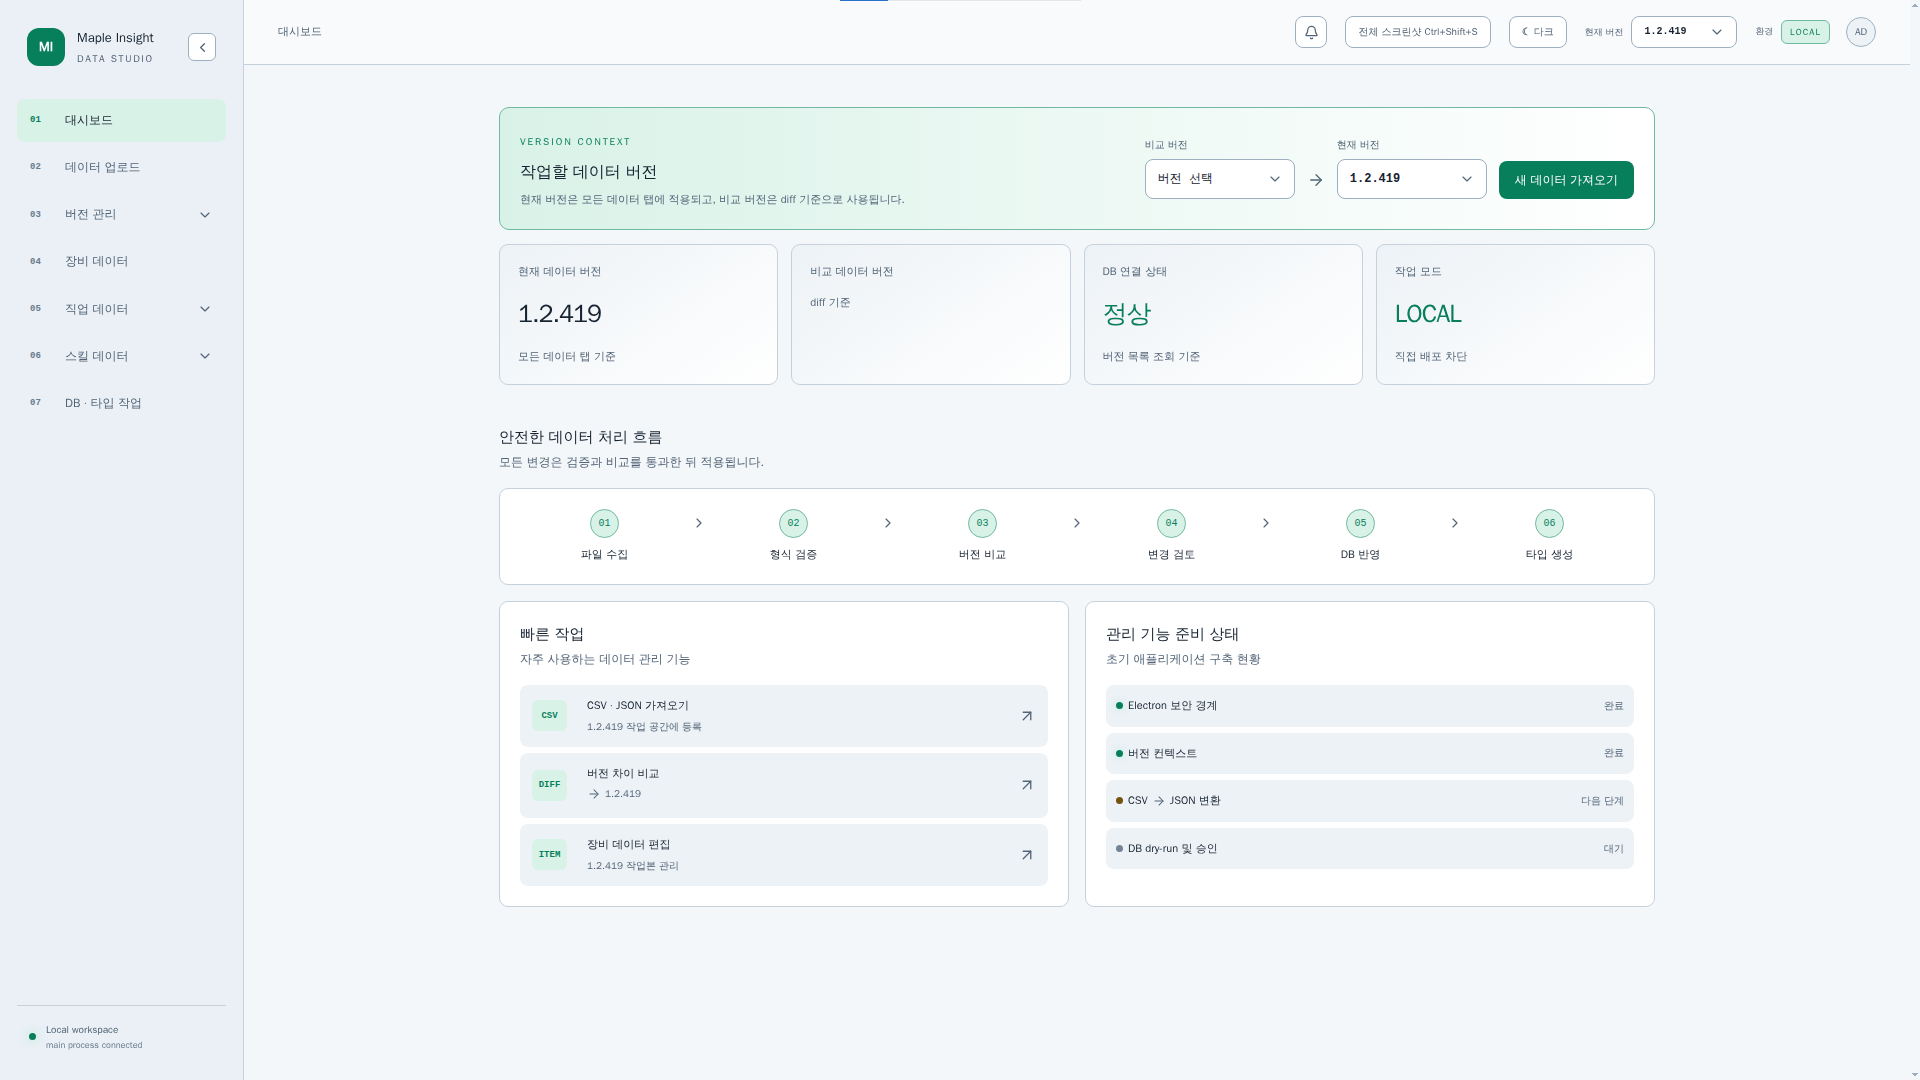 MI
Maple Insight
DATA STUDIO
01 대시보드
02 데이터 업로드
03 버전 관리
04 장비 데이터
05 직업 데이터
06 스킬 데이터
07 DB · 타입 작업
Local workspace
main process connected
대시보드
전체 스크린샷 Ctrl+Shift+S
☾ 다크
현재 버전
1.2.419
환경
LOCAL
AD
VERSION CONTEXT
작업할 데이터 버전
현재 버전은 모든 데이터 탭에 적용되고, 비교 버전은 diff 기준으로 사용됩니다.
비교 버전
버전 선택
→
현재 버전
1.2.419
새 데이터 가져오기
현재 데이터 버전
1.2.419
모든 데이터 탭 기준
비교 데이터 버전
diff 기준
DB 연결 상태
정상
버전 목록 조회 기준
작업 모드
LOCAL
직접 배포 차단
안전한 데이터 처리 흐름
모든 변경은 검증과 비교를 통과한 뒤 적용됩니다.
01
파일 수집
02
형식 검증
03
버전 비교
04
변경 검토
05
DB 반영
06
타입 생성
빠른 작업
자주 사용하는 데이터 관리 기능
CSV
CSV · JSON 가져오기
1.2.419 작업 공간에 등록
DIFF
버전 차이 비교
→ 1.2.419
ITEM
장비 데이터 편집
1.2.419 작업본 관리
관리 기능 준비 상태
초기 애플리케이션 구축 현황
Electron 보안 경계 완료
버전 컨텍스트 완료
CSV → JSON 변환 다음 단계
DB dry-run 및 승인 대기